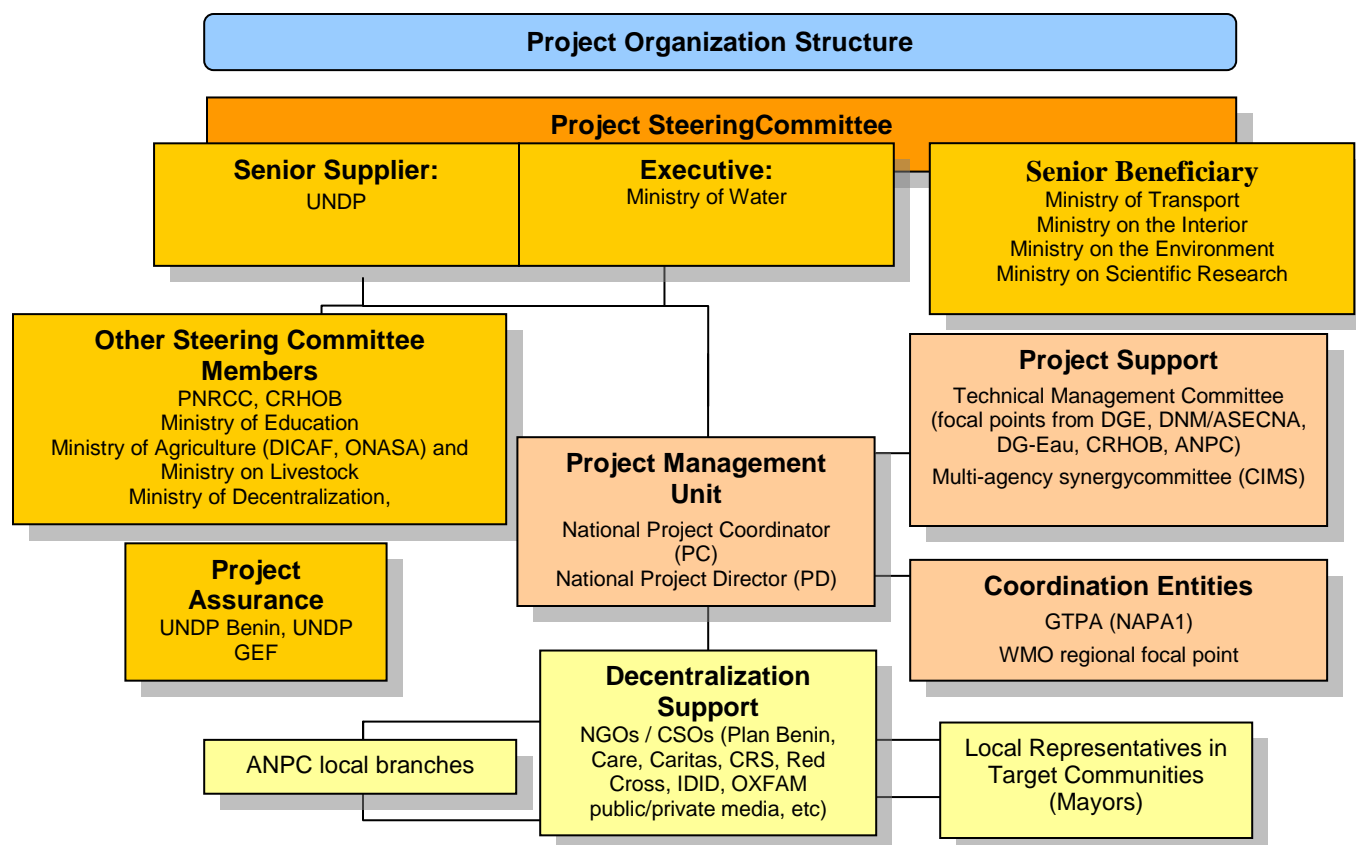 Project Organization Structure
Project SteeringCommittee
Senior Supplier:
UNDP
Executive:
Ministry of Water
Senior Beneficiary
Ministry of Transport
Ministry on the Interior
Ministry on the Environment
Ministry on Scientific Research
Other Steering Committee
Members
PNRCC, CRHOB
Ministry of Education
Ministry of Agriculture (DICAF, ONASA) and
Ministry on Livestock
Ministry of Decentralization,
Project Support
Technical Management Committee
(focal points from DGE, DNM/ASECNA,
DG-Eau, CRHOB, ANPC)
Multi-agency synergycommittee (CIMS)
Project Management
Unit
National Project Coordinator
(PC)
National Project Director (PD)
Project
Assurance
UNDP Benin, UNDP
GEF
Coordination Entities
GTPA (NAPA1)
WMO regional focal point
Decentralization
Support
NGOs / CSOs (Plan Benin,
Care, Caritas, CRS, Red
Cross, IDID, OXFAM
public/private media, etc)
ANPC local branches
Local Representatives in
Target Communities
(Mayors)